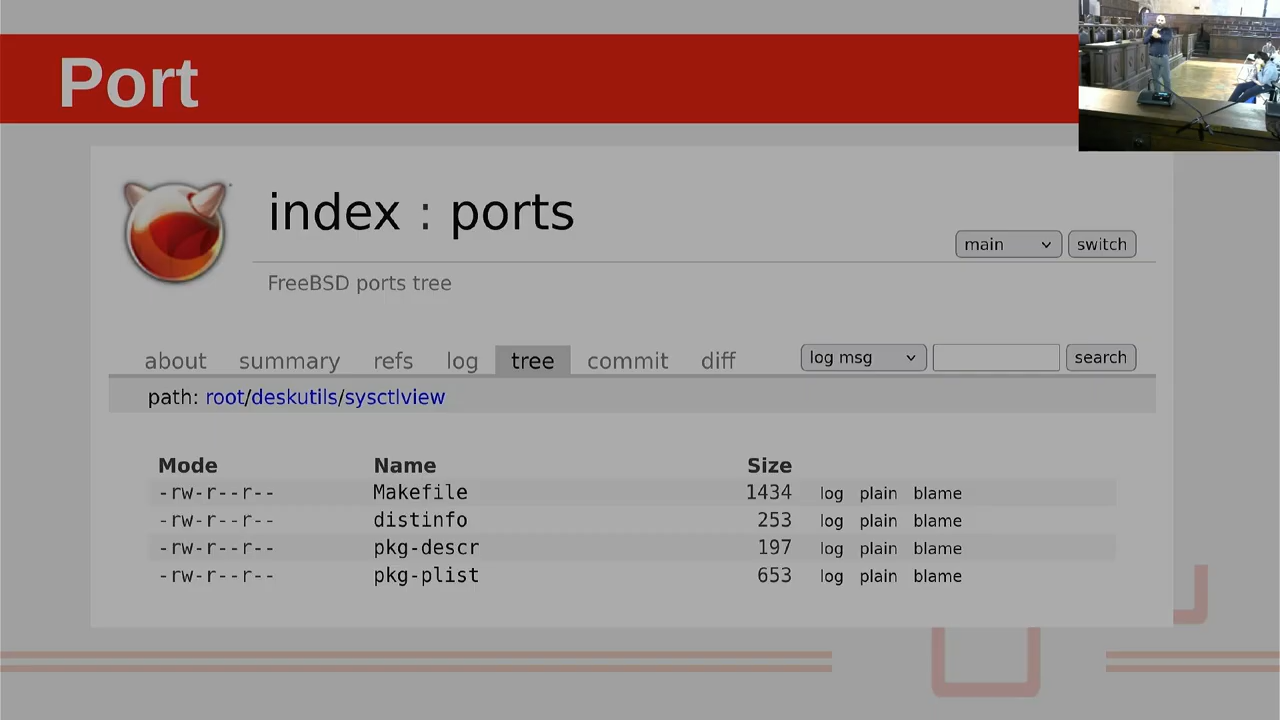 Port
index : ports
main switch
FreeBSD ports tree
about summary refs log tree commit diff log msg search
path: root/deskutils/sysctlview
Mode Name Size
-rw-r--r-- Makefile 1434 log plain blame
-rw-r--r-- distinfo 253 log plain blame
-rw-r--r-- pkg-descr 197 log plain blame
-rw-r--r-- pkg-plist 653 log plain blame